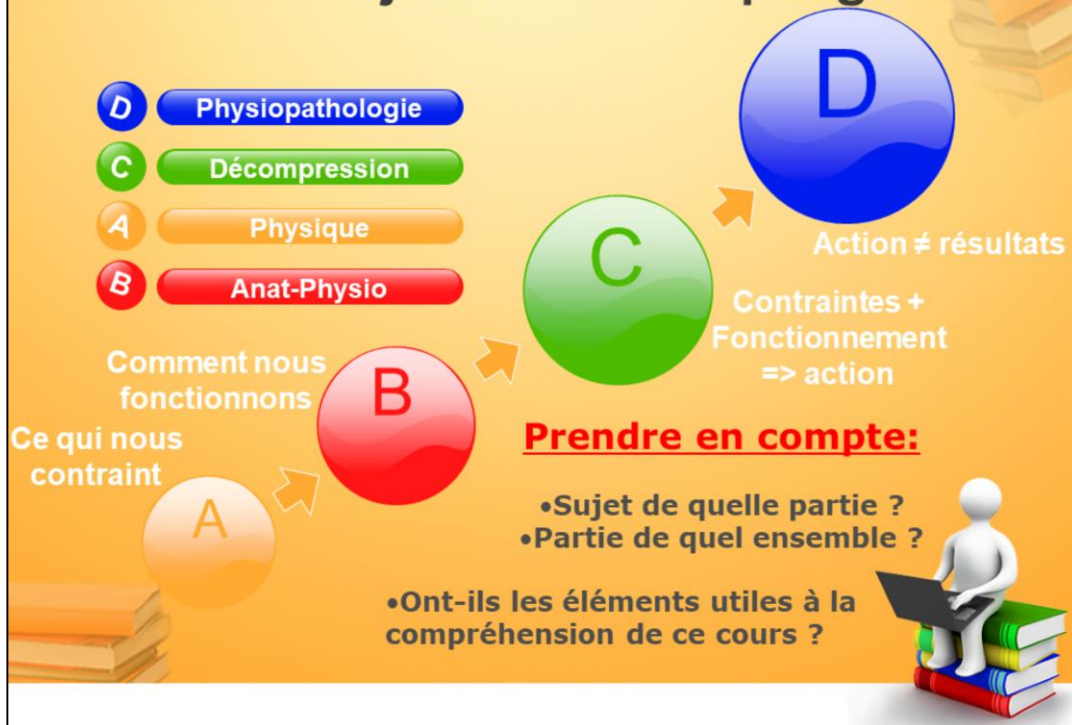 D Physiopathologie
C Décompression
A Physique
B Anat-Physio
D
Action ≠ résultats
C
Contraintes +
Fonctionnement
=> action
Comment nous
fonctionnons
B
Ce qui nous
contraint
A
Prendre en compte:
•Sujet de quelle partie ?
•Partie de quel ensemble ?
•Ont-ils les éléments utiles à la
compréhension de ce cours ?